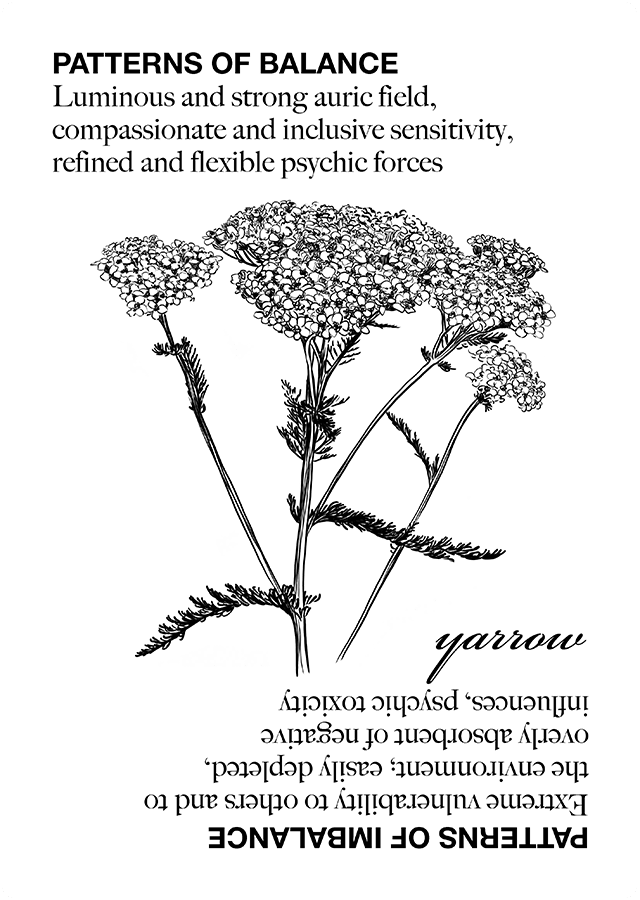 PATTERNS OF BALANCE
Luminous and strong auric field,
compassionate and inclusive sensitivity,
refined and flexible psychic forces
yarrow
PATTERNS OF IMBALANCE
Extreme vulnerability to others and to
the environment; easily depleted,
overly absorbent of negative
influences, psychic toxicity